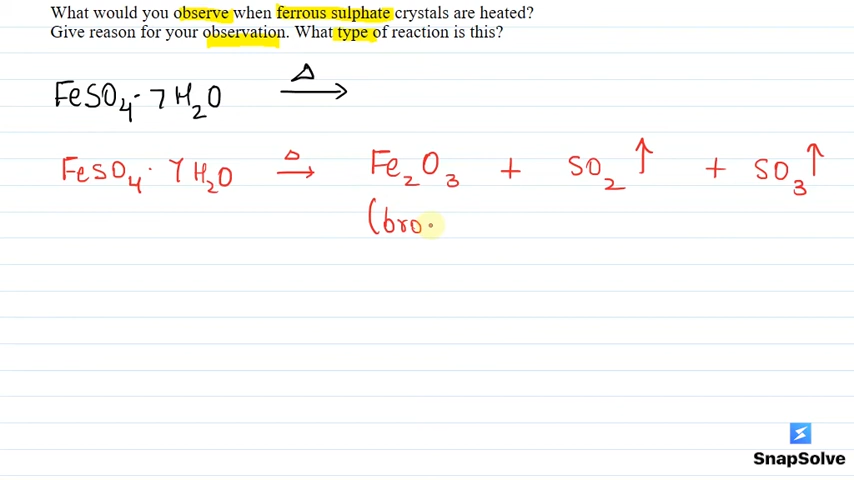 What would you observe when ferrous sulphate crystals are heated?
Give reason for your observation. What type of reaction is this?
FeSO₄·7H₂O →Δ
FeSO₄·7H₂O →Δ Fe₂O₃ + SO₂↑ + SO₃↑
(bro
SnapSolve